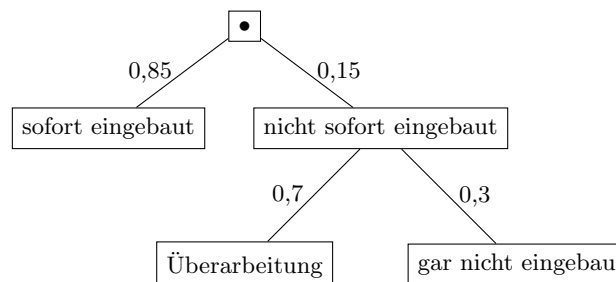 0,85
0,15
sofort eingebaut
nicht sofort eingebaut
0,7
0,3
Überarbeitung
gar nicht eingebau